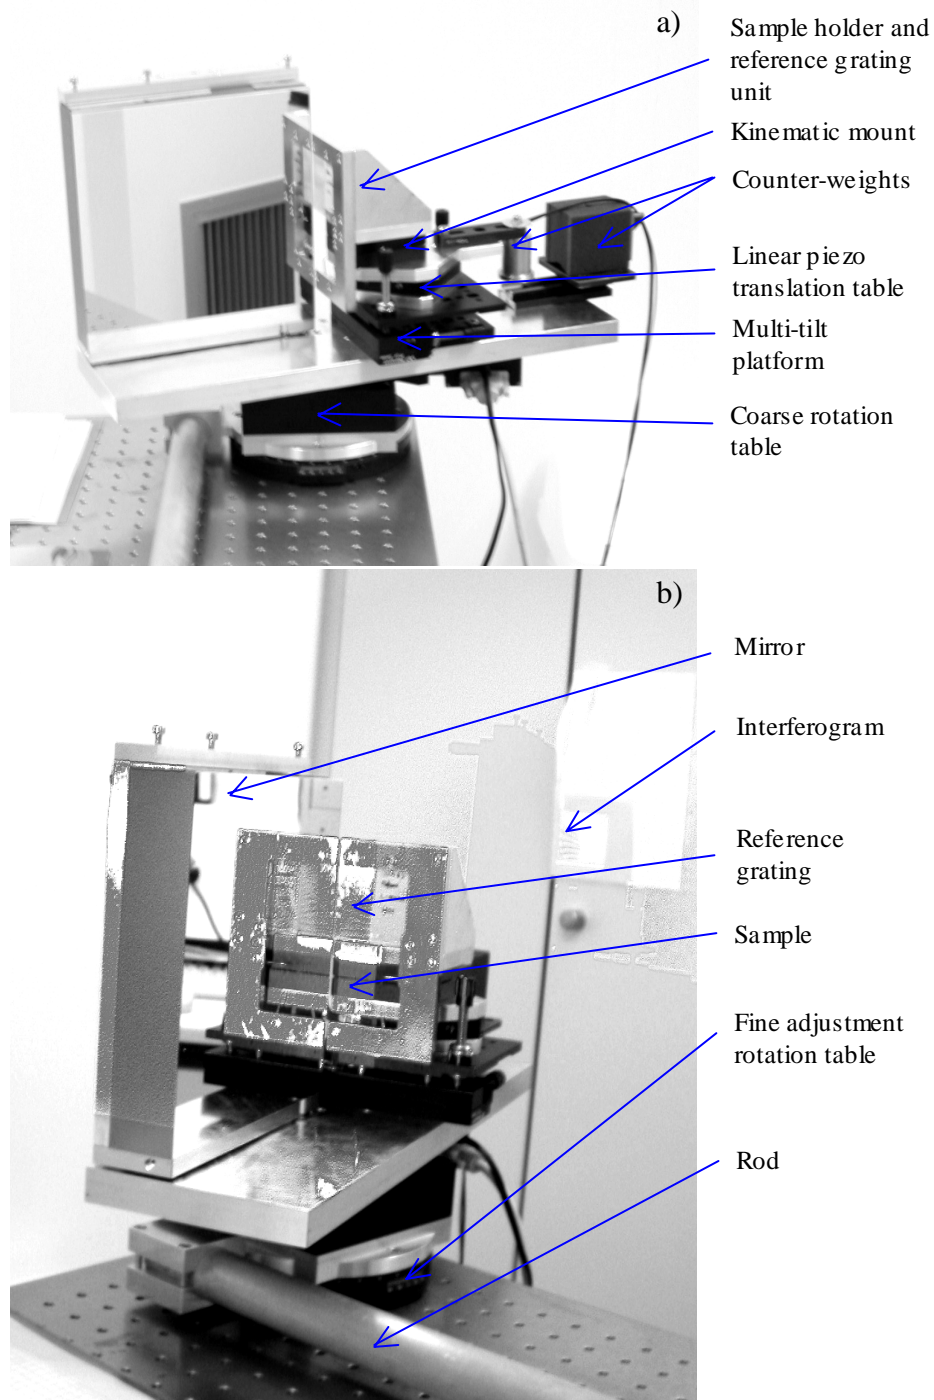 a)
Sample holder and
reference grating
unit
Kinematic mount
Counter-weights
Linear piezo
translation table
Multi-tilt
platform
Coarse rotation
table
b)
Mirror
Interferogram
Reference
grating
Sample
Fine adjustment
rotation table
Rod